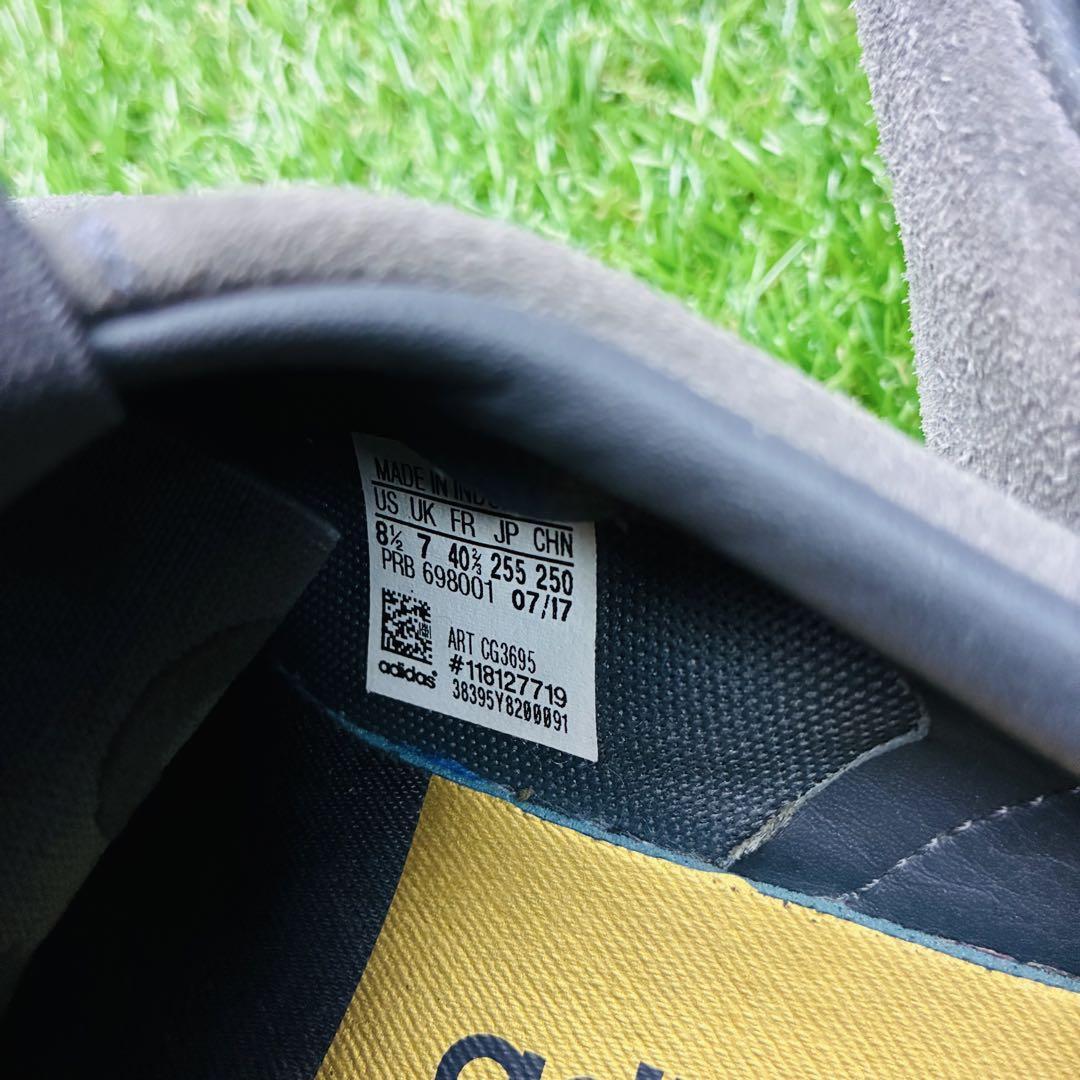 MADE IN
US UK FR JP CHN
8½ 7 40⅔ 255 250
PRB 698001 07/17
ART CG3695
adidas #118127719
38395Y8200091